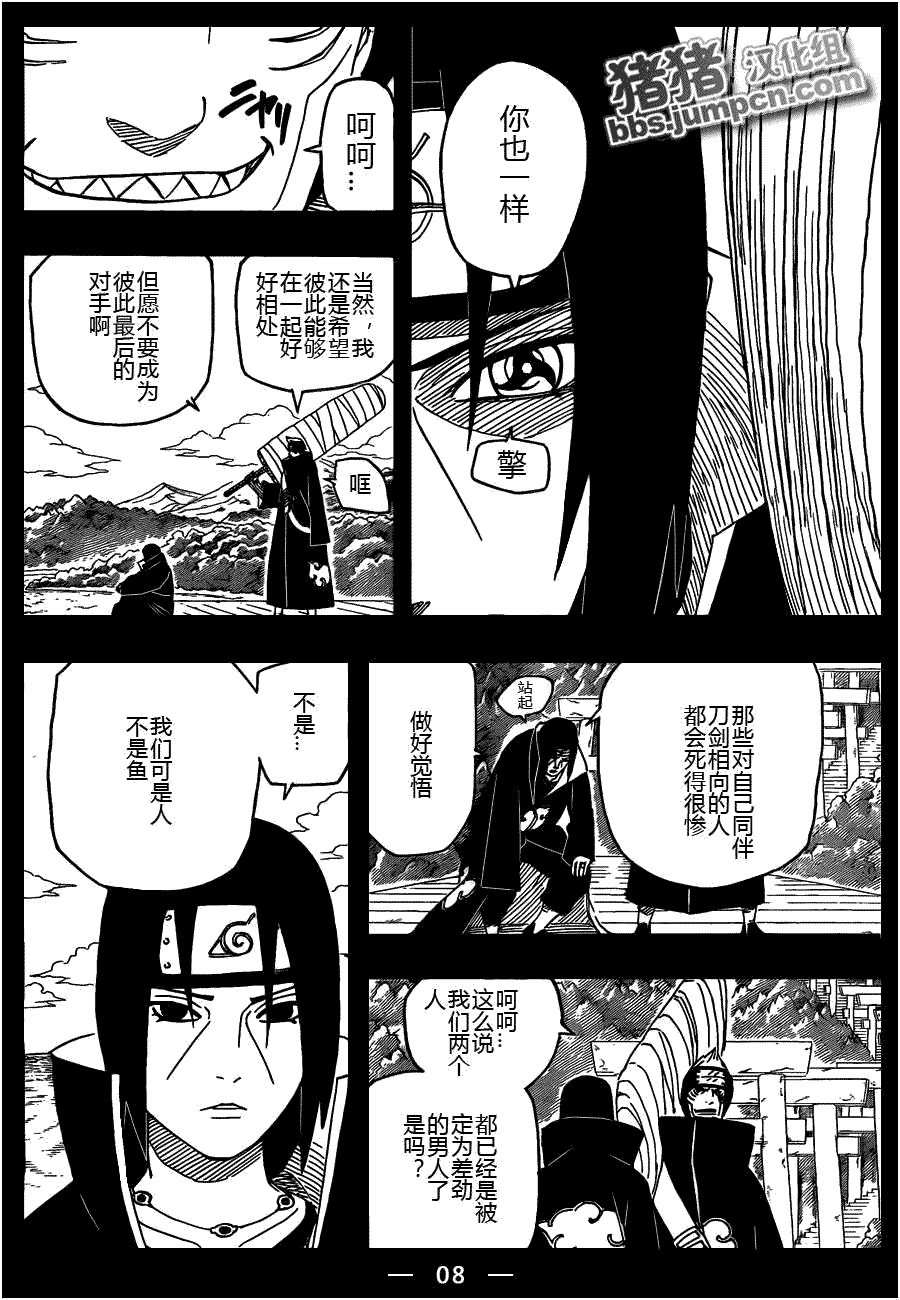 猪猪 汉化组
bbs.jumpcn.com
你也一样
擎
呵呵…
ニヤ
当然，我
还是希望
彼此能够
在一起好
好相处
但愿不要成为
彼此最后的
对手啊
哐
那些对自己同伴
刀剑相向的人
都会死得很惨
站起
做好觉悟
不是…
我们可是人
不是鱼
呵呵…
这么说
我们两个
人
都已经是被
定为差劲
的男人了
是吗？
— 08 —